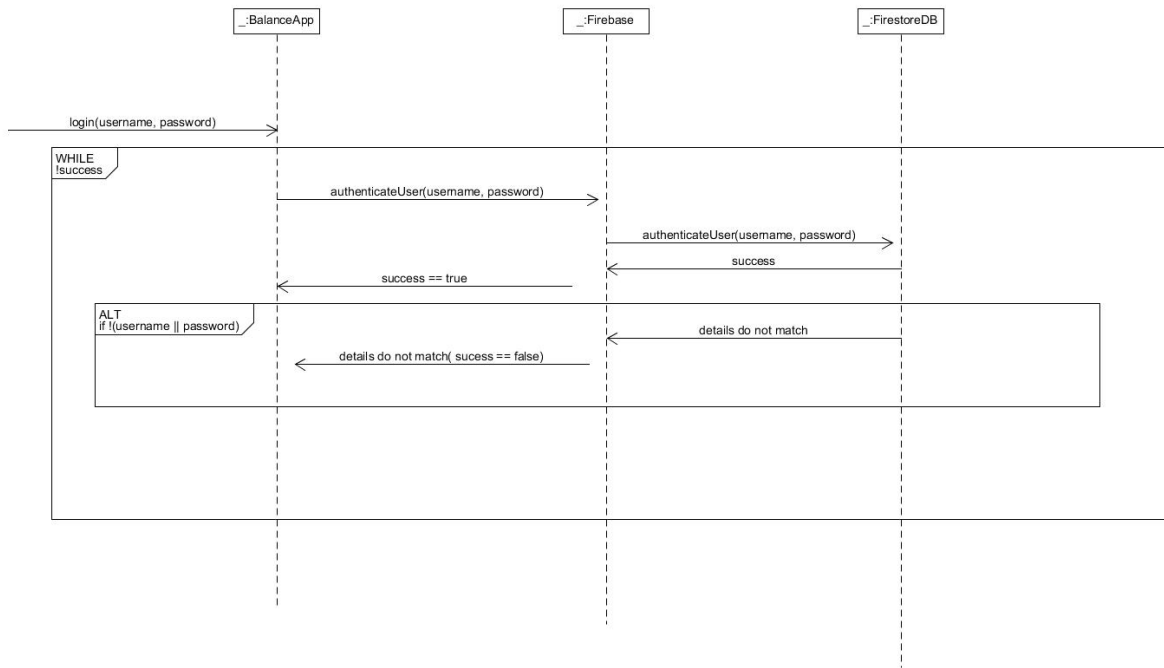 _:BalanceApp
_:Firebase
_:FirestoreDB
login(username, password)
WHILE
!success
authenticateUser(username, password)
authenticateUser(username, password)
success
success == true
ALT
if !(username || password)
details do not match
details do not match( sucess == false)